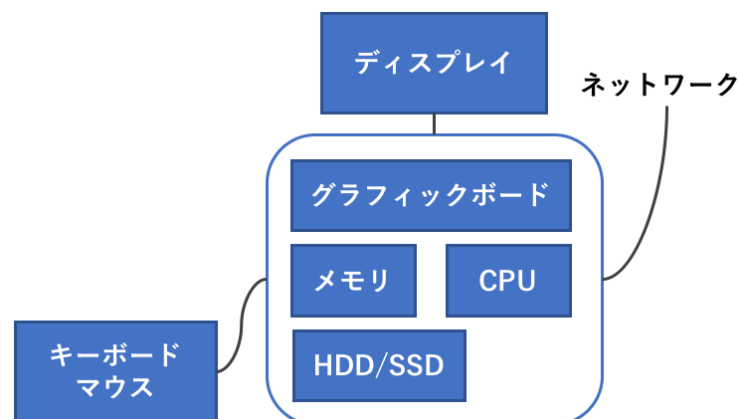 ディスプレイ
ネットワーク
グラフィックボード
メモリ
CPU
HDD/SSD
キーボード
マウス